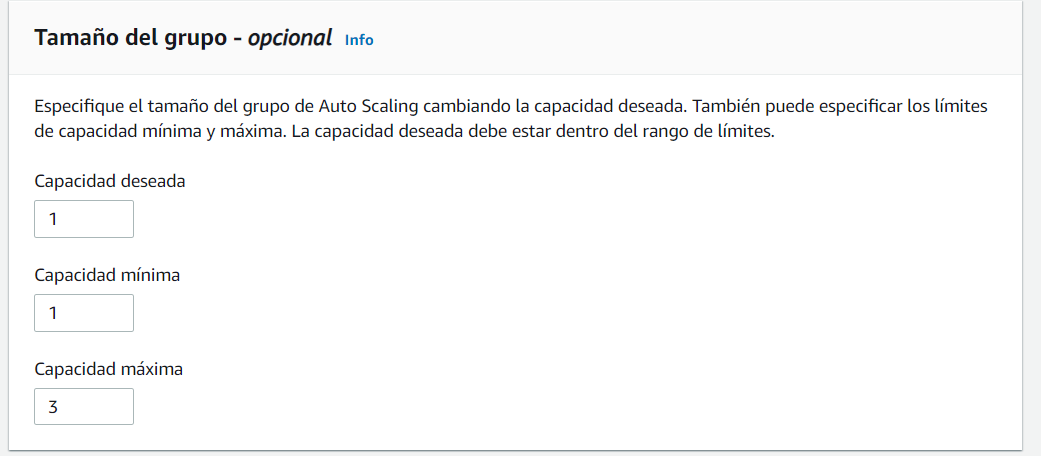 Tamaño del grupo - opcional Info
Especifique el tamaño del grupo de Auto Scaling cambiando la capacidad deseada. También puede especificar los límites
de capacidad mínima y máxima. La capacidad deseada debe estar dentro del rango de límites.
Capacidad deseada
1
Capacidad mínima
1
Capacidad máxima
3